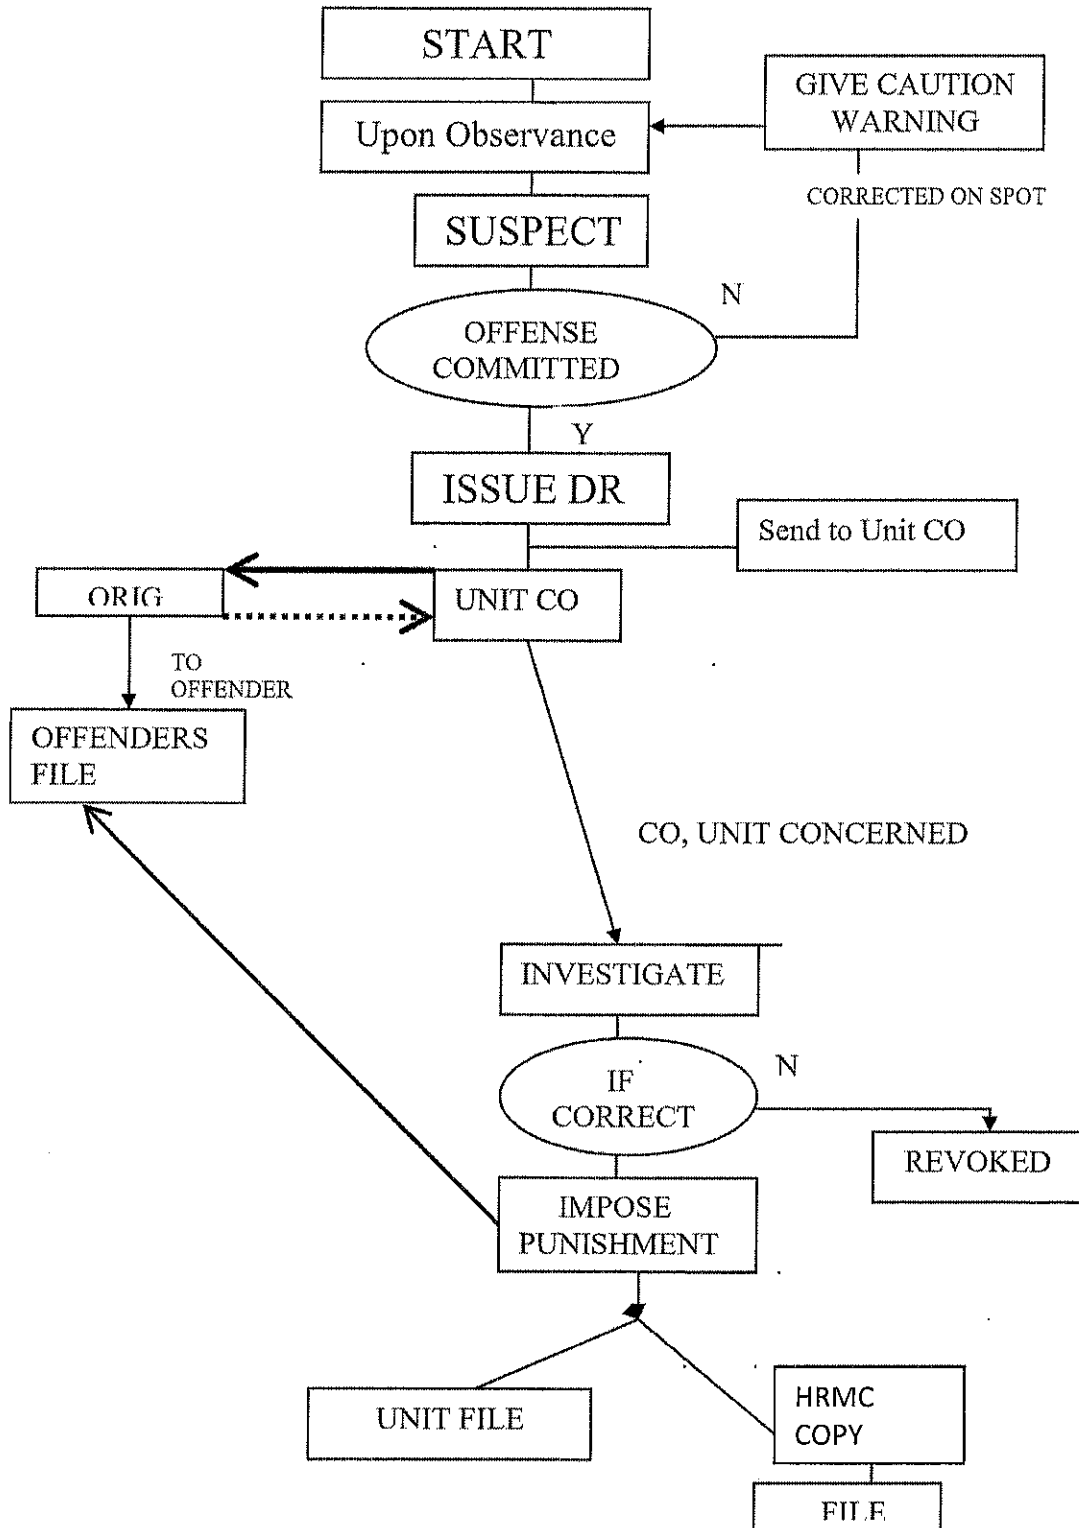 START
GIVE CAUTION
WARNING
Upon Observance
CORRECTED ON SPOT
SUSPECT
N
OFFENSE
COMMITTED
Y
ISSUE DR
Send to Unit CO
ORIG
UNIT CO
TO
OFFENDER
OFFENDERS
FILE
CO, UNIT CONCERNED
INVESTIGATE
N
IF
CORRECT
REVOKED
IMPOSE
PUNISHMENT
UNIT FILE
HRMC
COPY
FILE